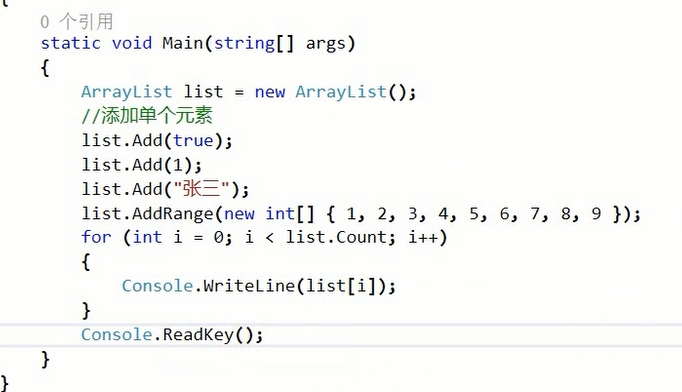 {
0 个引用
static void Main(string[] args)
{
ArrayList list = new ArrayList();
//添加单个元素
list.Add(true);
list.Add(1);
list.Add("张三");
list.AddRange(new int[] { 1, 2, 3, 4, 5, 6, 7, 8, 9 });
for (int i = 0; i < list.Count; i++)
{
Console.WriteLine(list[i]);
}
Console.ReadKey();
}
}